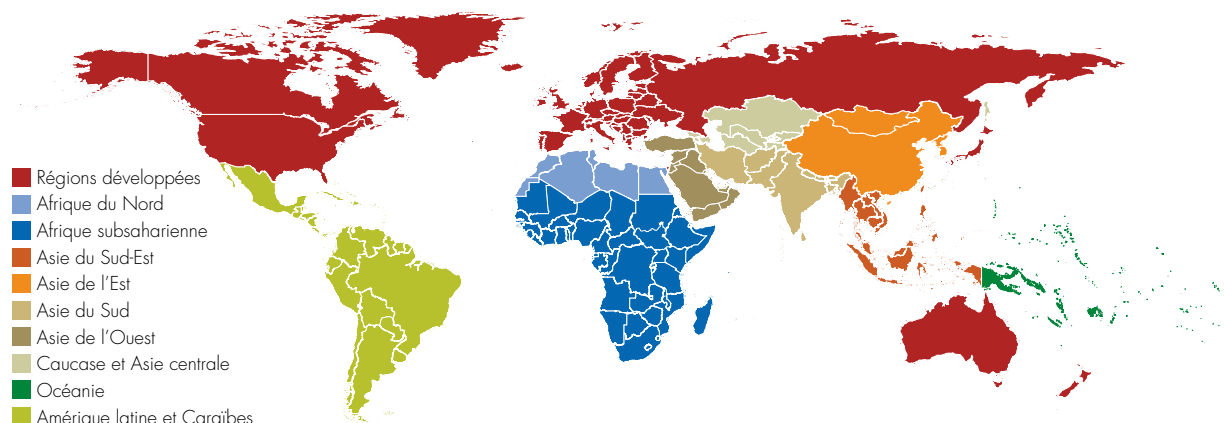 Régions développées
Afrique du Nord
Afrique subsaharienne
Asie du Sud-Est
Asie de l'Est
Asie du Sud
Asie de l'Ouest
Caucase et Asie centrale
Océanie
Amérique latine et Caraïbes